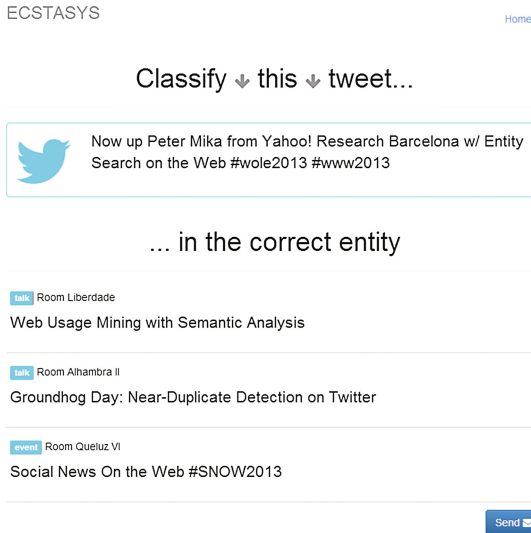 ECSTASYS
Home
Classify this tweet...
Now up Peter Mika from Yahoo! Research Barcelona w/ Entity
Search on the Web #wole2013 #www2013
... in the correct entity
talk Room Liberdade
Web Usage Mining with Semantic Analysis
talk Room Alhambra II
Groundhog Day: Near-Duplicate Detection on Twitter
event Room Queluz VI
Social News On the Web #SNOW2013
Send